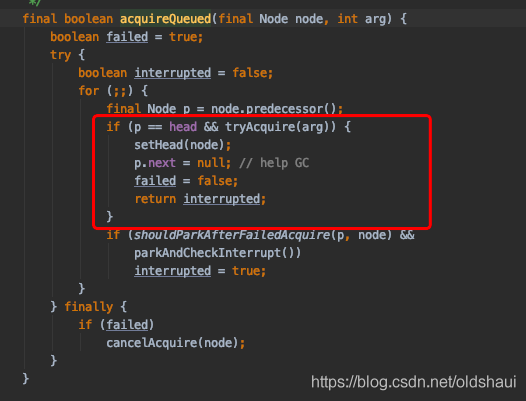 */
final boolean acquireQueued(final Node node, int arg) {
boolean failed = true;
try {
boolean interrupted = false;
for (;;) {
final Node p = node.predecessor();
if (p == head && tryAcquire(arg)) {
setHead(node);
p.next = null; // help GC
failed = false;
return interrupted;
}
if (shouldParkAfterFailedAcquire(p, node) &&
parkAndCheckInterrupt())
interrupted = true;
}
} finally {
if (failed)
cancelAcquire(node);
}
}
https://blog.csdn.net/oldshaui